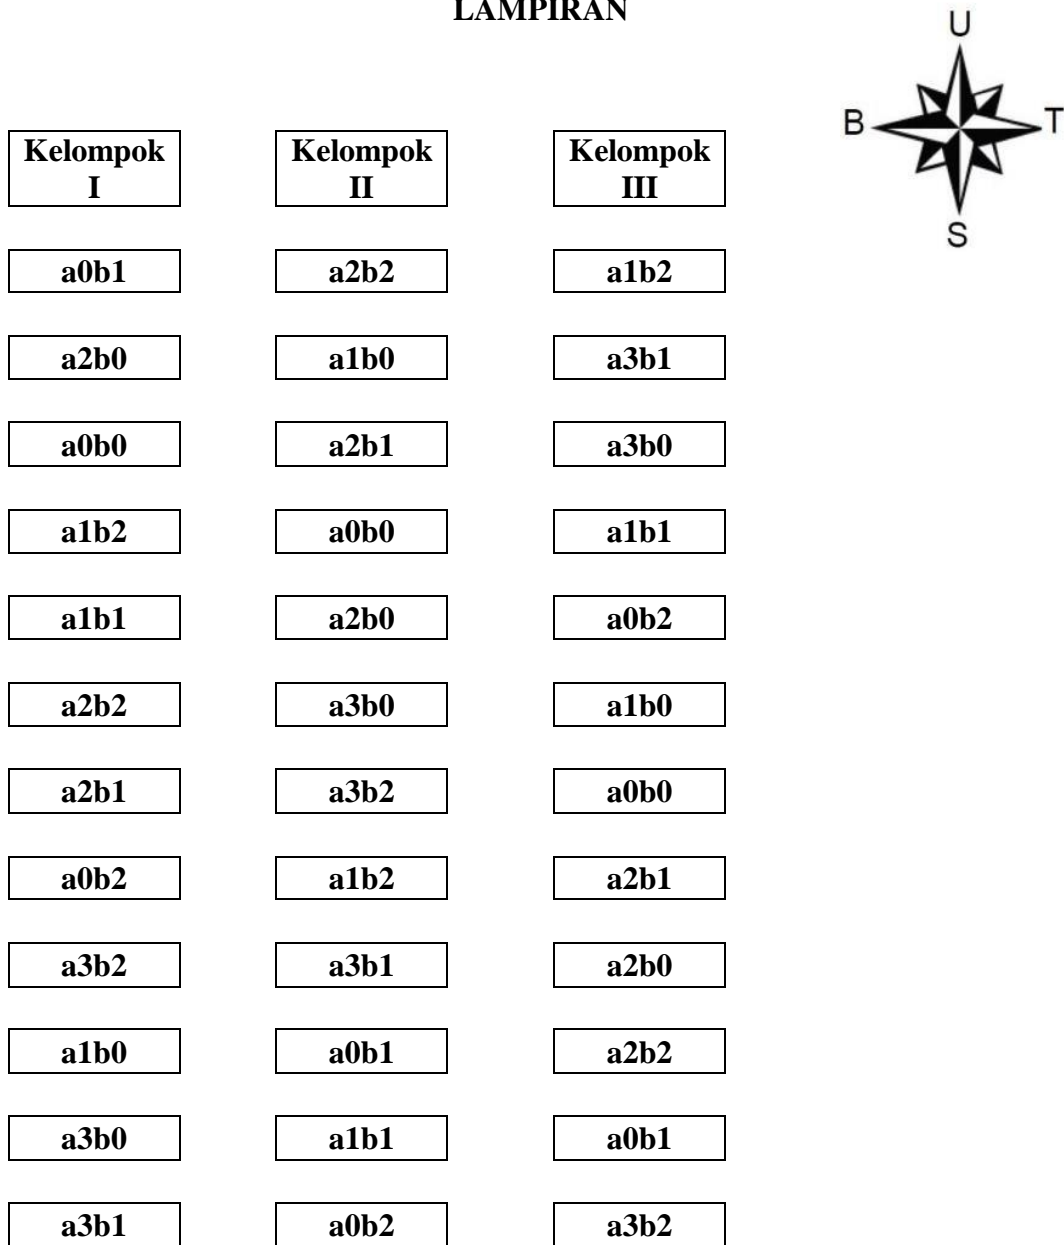 LAMPIRAN
U
B
T
S
Kelompok I
Kelompok II
Kelompok III
a0b1
a2b2
a1b2
a2b0
a1b0
a3b1
a0b0
a2b1
a3b0
a1b2
a0b0
a1b1
a1b1
a2b0
a0b2
a2b2
a3b0
a1b0
a2b1
a3b2
a0b0
a0b2
a1b2
a2b1
a3b2
a3b1
a2b0
a1b0
a0b1
a2b2
a3b0
a1b1
a0b1
a3b1
a0b2
a3b2